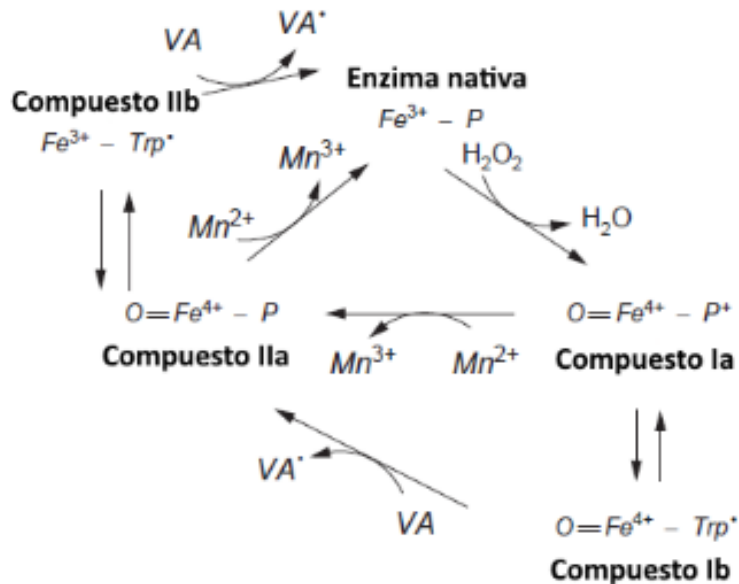 VA VA•
Enzima nativa
Compuesto IIb
Fe³⁺ – P
Fe³⁺ – Trp•
H₂O₂
Mn³⁺
H₂O
Mn²⁺
O=Fe⁴⁺ – P
O=Fe⁴⁺ – P⁺
Compuesto IIa
Mn³⁺ Mn²⁺
Compuesto Ia
VA•
VA
O=Fe⁴⁺ – Trp•
Compuesto Ib